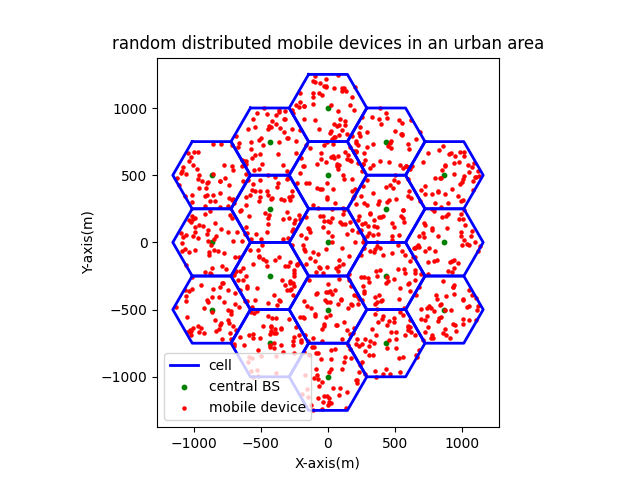 random distributed mobile devices in an urban area
Y-axis(m)
1000
500
0
−500
−1000
cell
central BS
mobile device
−1000
−500
0
500
1000
X-axis(m)